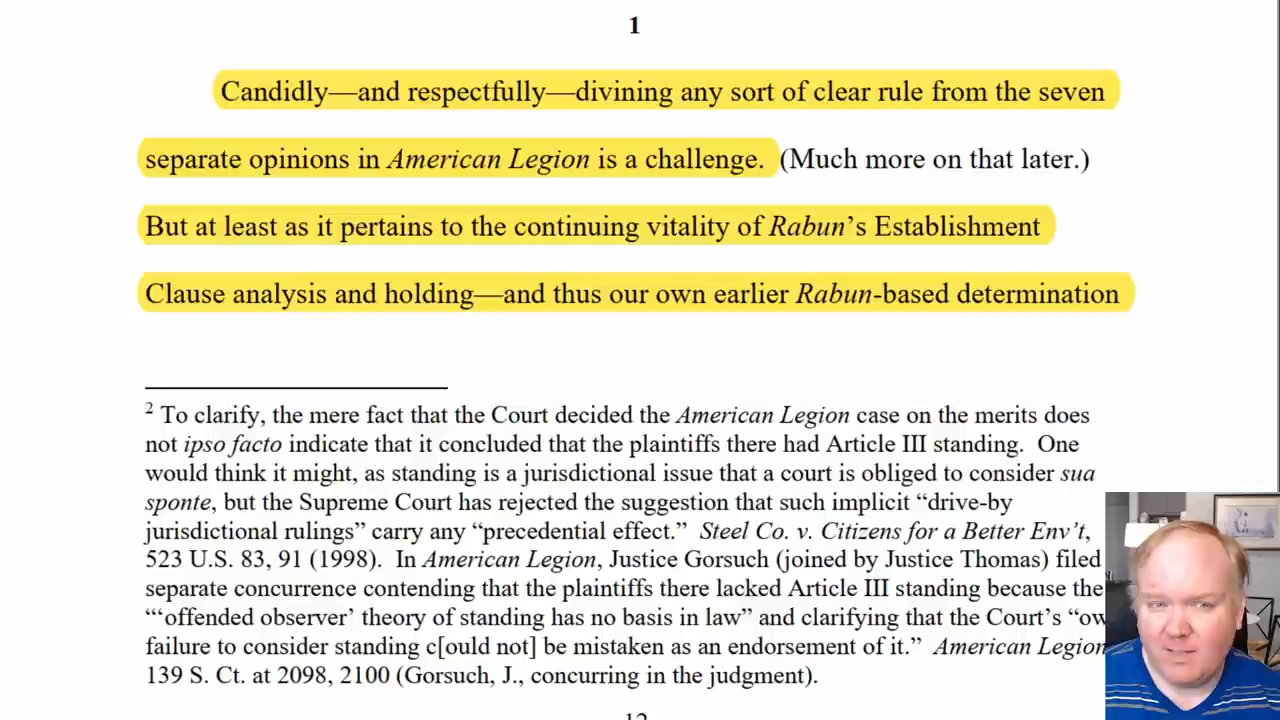 1
Candidly—and respectfully—divining any sort of clear rule from the seven
separate opinions in American Legion is a challenge. (Much more on that later.)
But at least as it pertains to the continuing vitality of Rabun’s Establishment
Clause analysis and holding—and thus our own earlier Rabun-based determination
2 To clarify, the mere fact that the Court decided the American Legion case on the merits does
not ipso facto indicate that it concluded that the plaintiffs there had Article III standing. One
would think it might, as standing is a jurisdictional issue that a court is obliged to consider sua
sponte, but the Supreme Court has rejected the suggestion that such implicit “drive-by
jurisdictional rulings” carry any “precedential effect.” Steel Co. v. Citizens for a Better Env’t,
523 U.S. 83, 91 (1998). In American Legion, Justice Gorsuch (joined by Justice Thomas) filed
separate concurrence contending that the plaintiffs there lacked Article III standing because the
“‘offended observer’ theory of standing has no basis in law” and clarifying that the Court’s “ow
failure to consider standing c[ould not] be mistaken as an endorsement of it.” American Legion
139 S. Ct. at 2098, 2100 (Gorsuch, J., concurring in the judgment).
12